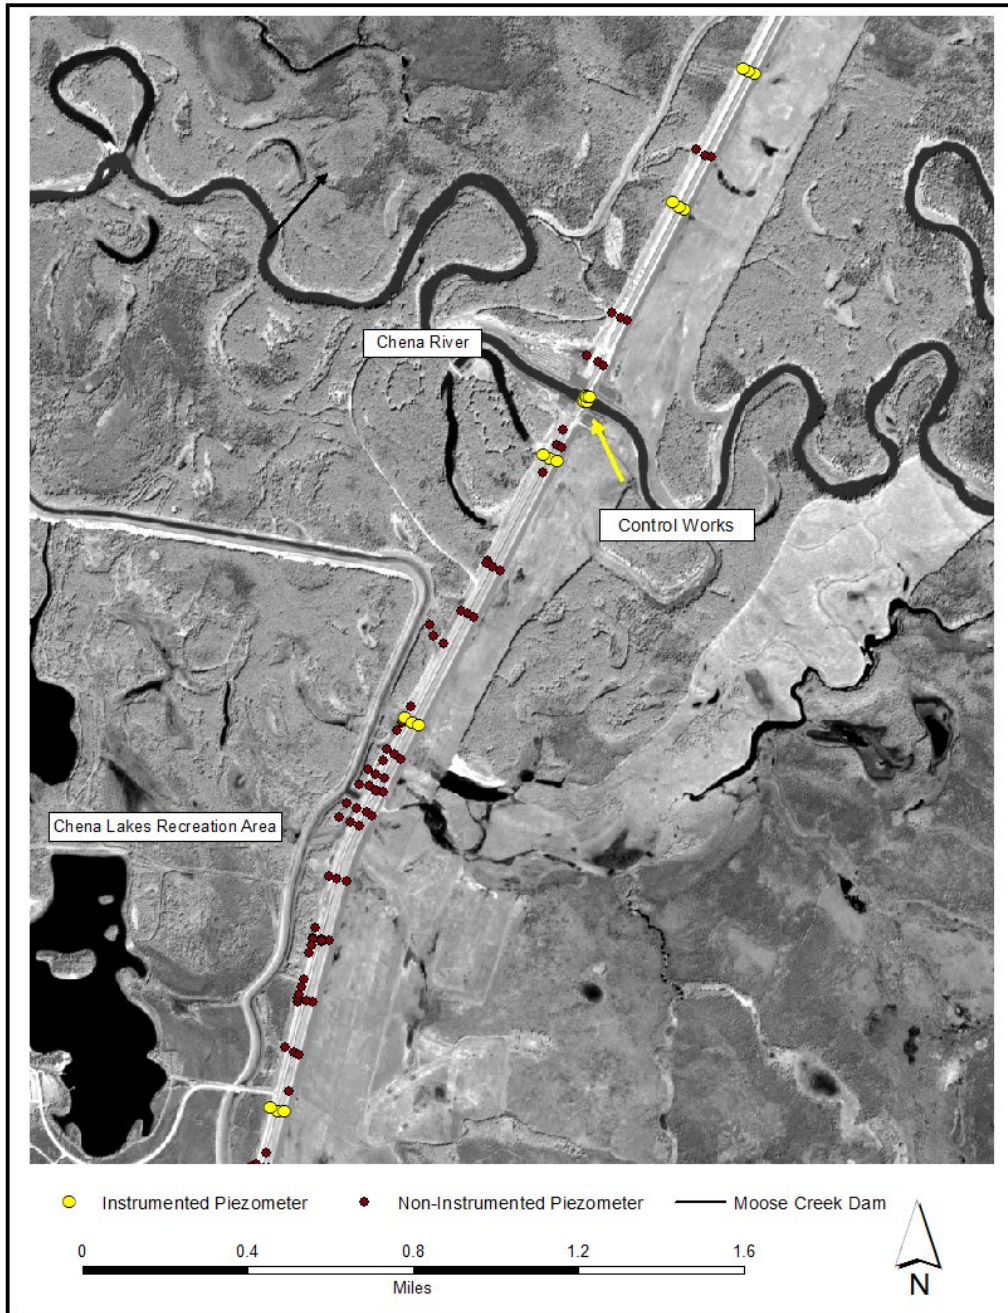 Chena River
Control Works
Chena Lakes Recreation Area
Instrumented Piezometer Non-Instrumented Piezometer Moose Creek Dam
0 0.4 0.8 1.2 1.6
Miles
N